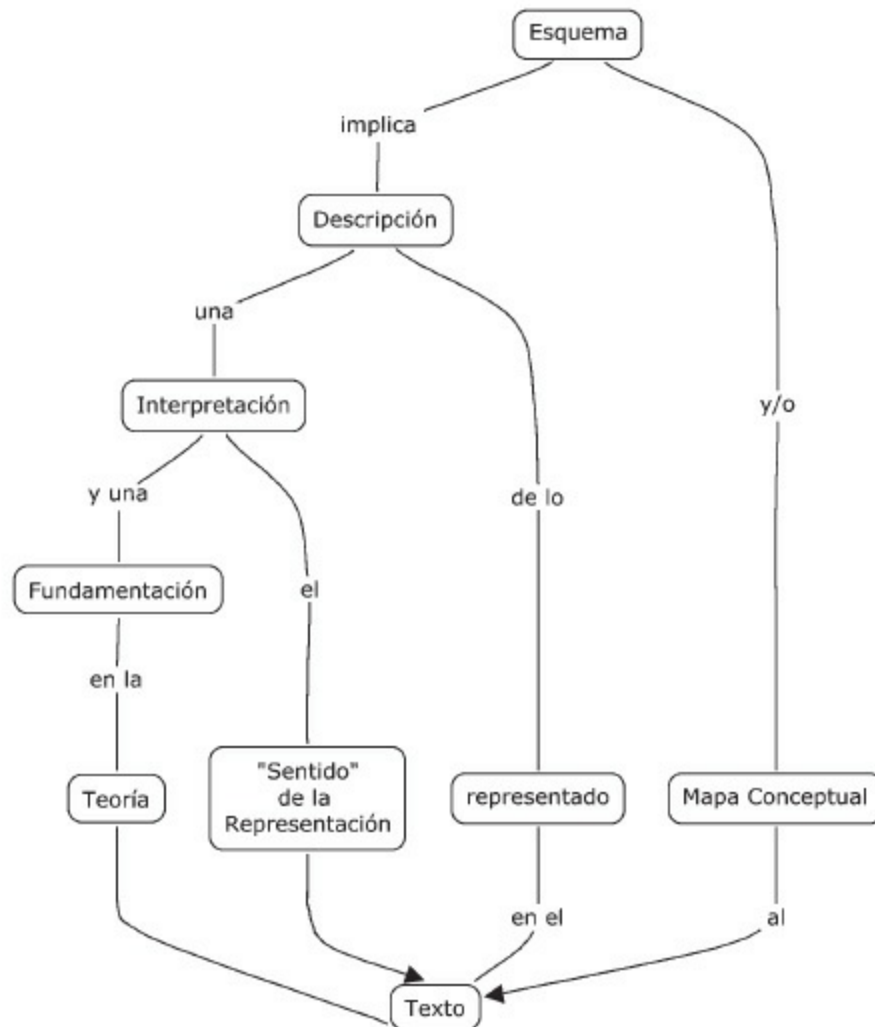 Esquema
implica
Descripción
una
Interpretación
y/o
y una
de lo
Fundamentación
el
en la
"Sentido"
de la
Representación
Teoría
representado
Mapa Conceptual
en el
al
Texto